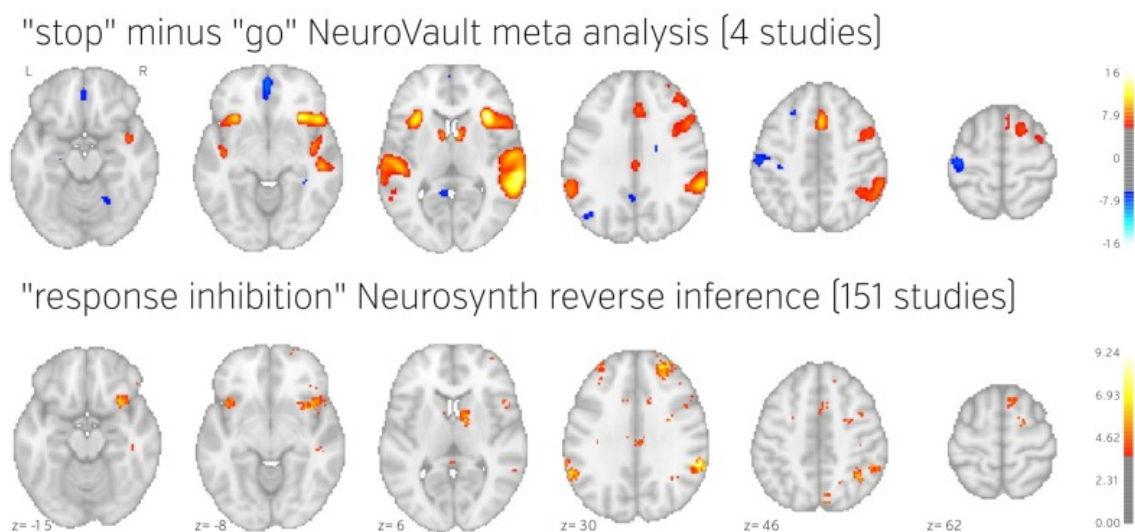 "stop" minus "go" NeuroVault meta analysis (4 studies)
L R
16
7.9
0
-7.9
-16
"response inhibition" Neurosynth reverse inference (151 studies)
9.24
6.93
4.62
2.31
0.00
z= -15 z= -8 z= 6 z= 30 z= 46 z= 62